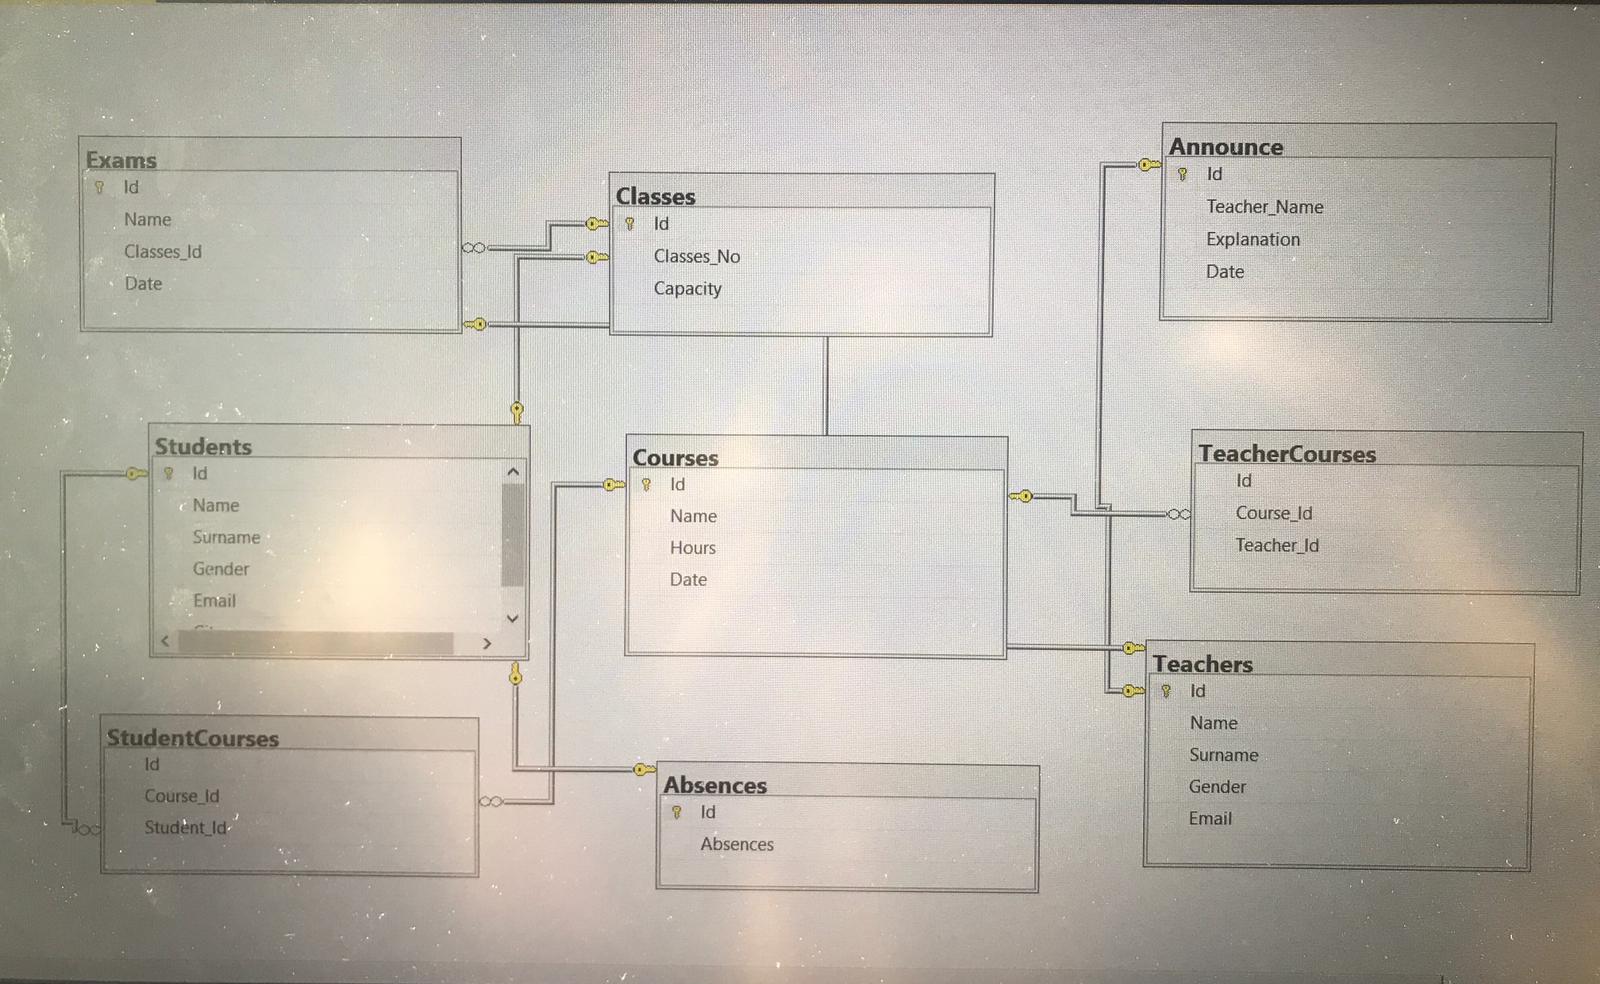 Exams
Id
Name
Classes_Id
Date
Classes
Id
Classes_No
Capacity
Announce
Id
Teacher_Name
Explanation
Date
Students
Id
Name
Surname
Gender
Email
Courses
Id
Name
Hours
Date
TeacherCourses
Id
Course_Id
Teacher_Id
StudentCourses
Id
Course_Id
Student_Id
Absences
Id
Absences
Teachers
Id
Name
Surname
Gender
Email